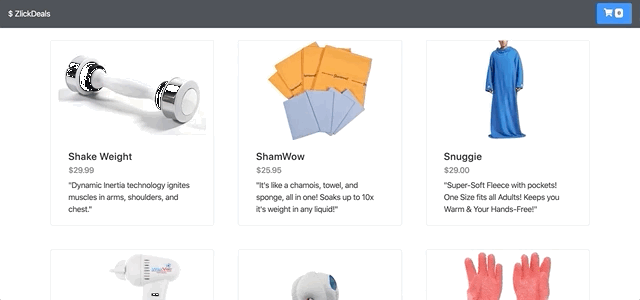 $ ZlickDeals
0
Shake Weight
$29.99
"Dynamic Inertia technology ignites
muscles in arms, shoulders, and
chest."
ShamWow
$25.95
"It's like a chamois, towel, and
sponge, all in one! Soaks up to 10x
it's weight in any liquid!"
Snuggie
$29.00
"Super-Soft Fleece with pockets!
One Size fits all Adults! Keeps you
Warm & Your Hands-Free!"